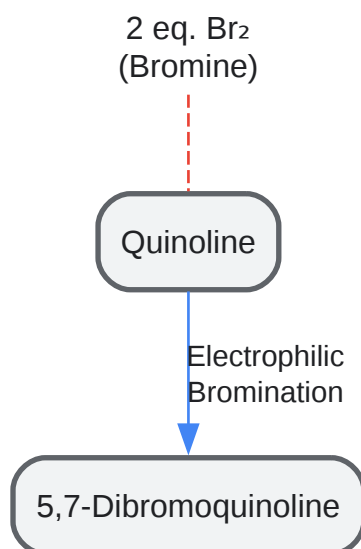 2 eq. Br₂
(Bromine)
Quinoline
Electrophilic
Bromination
5,7-Dibromoquinoline